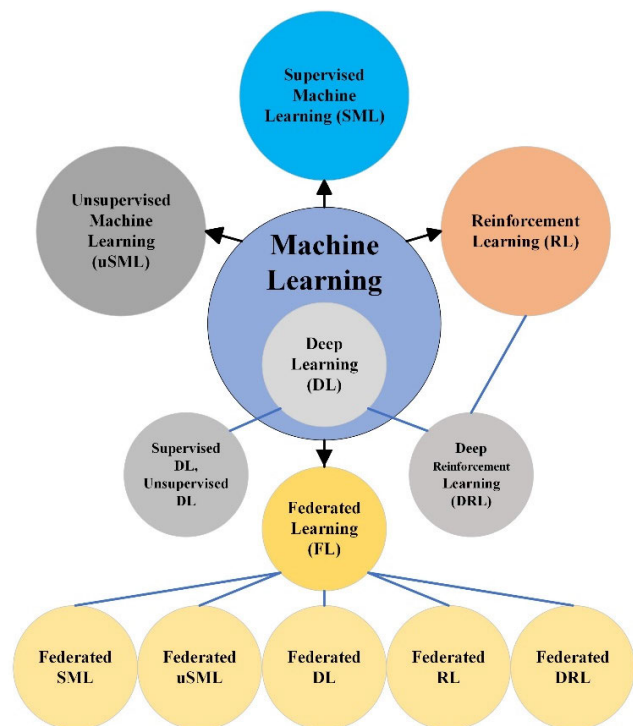 Supervised
Machine
Learning (SML)
Unsupervised
Machine
Learning
(uSML)
Reinforcement
Learning (RL)
Machine
Learning
Deep
Learning
(DL)
Supervised
DL,
Unsupervised
DL
Deep
Reinforcement
Learning
(DRL)
Federated
Learning
(FL)
Federated
SML
Federated
uSML
Federated
DL
Federated
RL
Federated
DRL